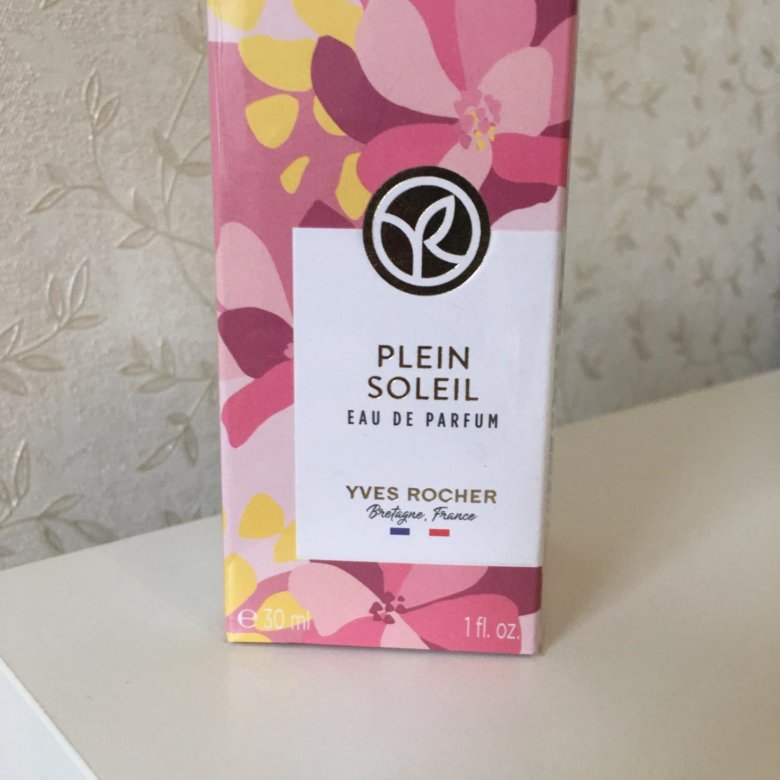 PLEIN
SOLEIL
EAU DE PARFUM
YVES ROCHER
Bretagne, France
℮ 30 ml
1 fl. oz.